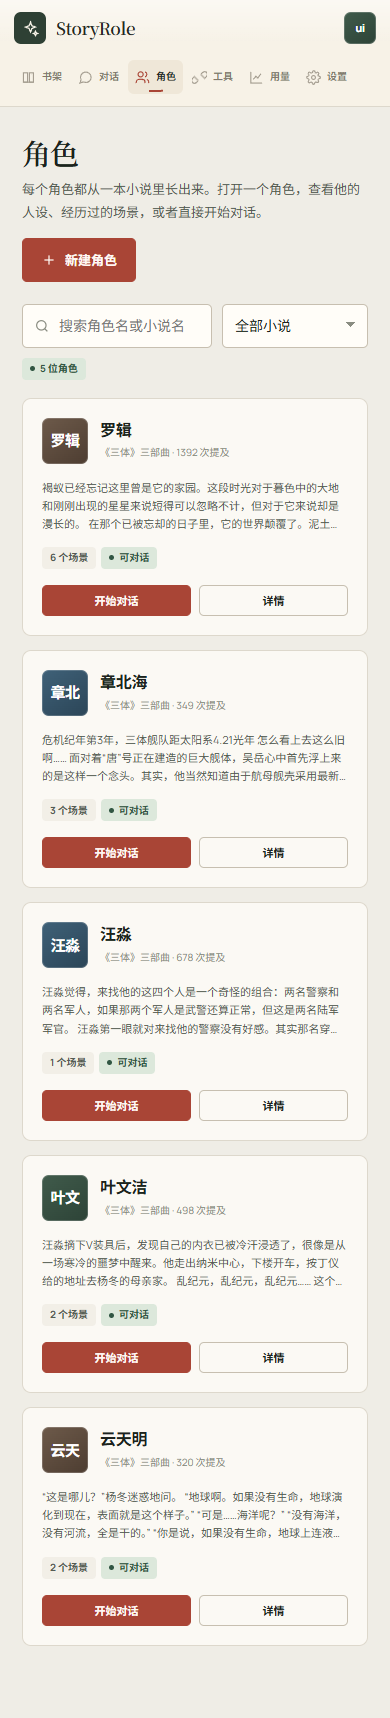 StoryRole
ui
书架 对话 角色 工具 用量 设置
角色
每个角色都从一本小说里长出来。打开一个角色，查看他的
人设、经历过的场景，或者直接开始对话。
+ 新建角色
搜索角色名或小说名 全部小说
5 位角色
罗辑
罗辑
《三体》三部曲 · 1392 次提及
褐蚁已经忘记这里曾是它的家园。这段时光对于暮色中的大地
和刚刚出现的星星来说短得可以忽略不计，但对于它来说却是
漫长的。 在那个已被忘却的日子里，它的世界颠覆了。泥土…
6 个场景 可对话
开始对话 详情
章北
章北海
《三体》三部曲 · 349 次提及
危机纪年第3年，三体舰队距太阳系4.21光年 怎么看上去这么旧
啊…… 面对着“唐”号正在建造的巨大舰体，吴岳心中首先浮上来
的是这样一个念头。其实，他当然知道由于航母舰壳采用最新…
3 个场景 可对话
开始对话 详情
汪淼
汪淼
《三体》三部曲 · 678 次提及
汪淼觉得，来找他的这四个人是一个奇怪的组合：两名警察和
两名军人，如果那两个军人是武警还算正常，但这是两名陆军
军官。 汪淼第一眼就对来找他的警察没有好感。其实那名穿…
1 个场景 可对话
开始对话 详情
叶文
叶文洁
《三体》三部曲 · 498 次提及
汪淼摘下V装具后，发现自己的内衣已被冷汗浸透了，很像是从
一场寒冷的噩梦中醒来。他走出纳米中心，下楼开车，按丁仪
给的地址去杨冬的母亲家。 乱纪元，乱纪元，乱纪元…… 这个…
2 个场景 可对话
开始对话 详情
云天
云天明
《三体》三部曲 · 320 次提及
“这是哪儿？”杨冬迷惑地问。 “地球啊。如果没有生命，地球演
化到现在，表面就是这个样子。” “可是……海洋呢？” “没有海洋，
没有河流，全是干的。” “你是说，如果没有生命，地球上连液…
2 个场景 可对话
开始对话 详情